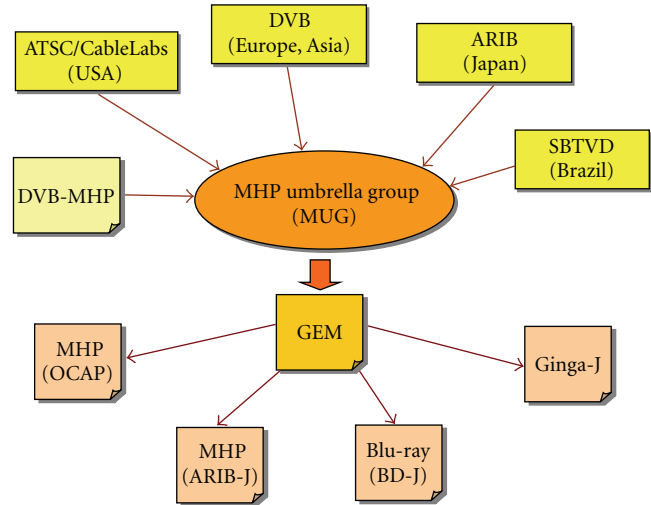 DVB
(Europe, Asia)
ATSC/CableLabs
(USA)
ARIB
(Japan)
SBTVD
(Brazil)
DVB-MHP
MHP umbrella group
(MUG)
GEM
MHP
(OCAP)
Ginga-J
MHP
(ARIB-J)
Blu-ray
(BD-J)